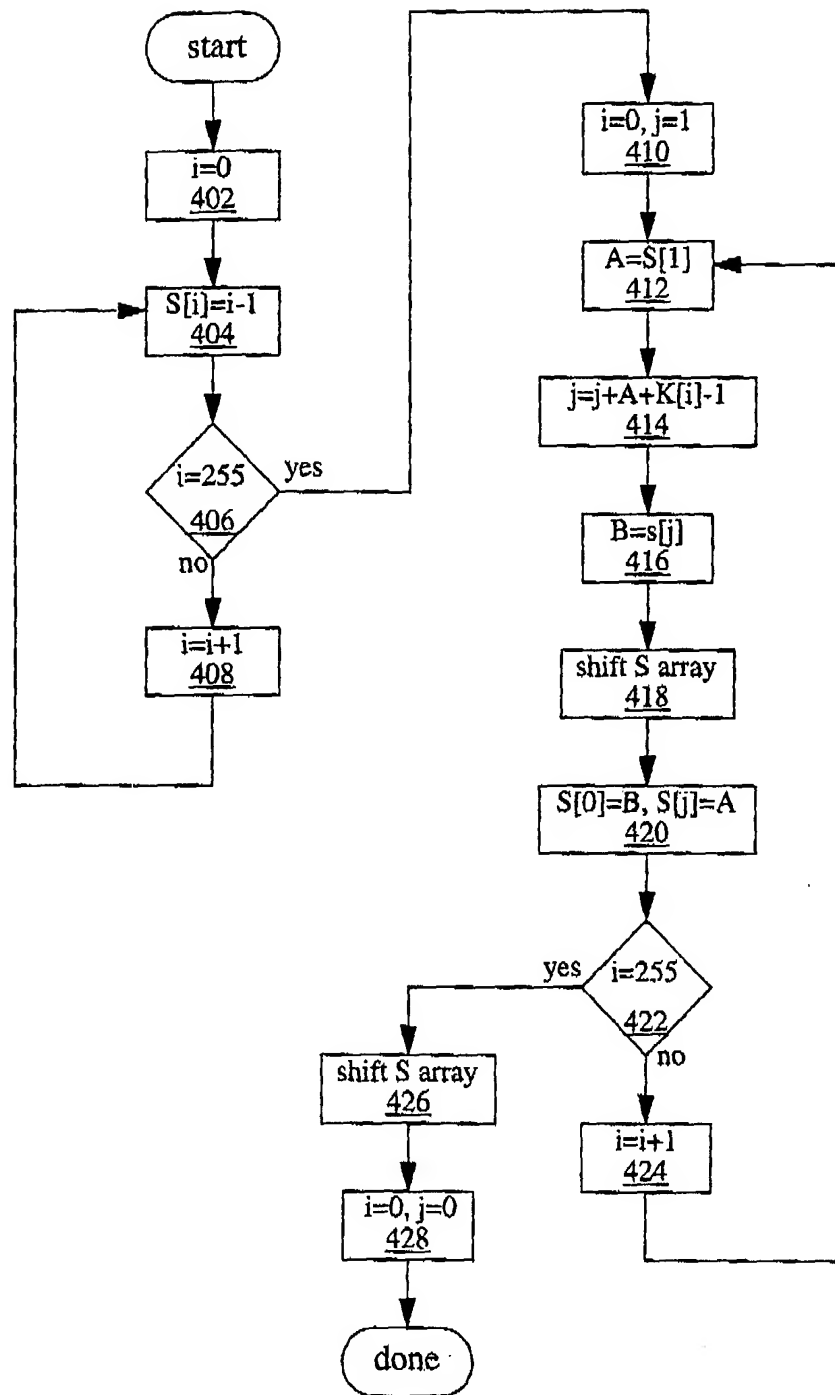 start
i=0
402
S[i]=i-1
404
i=255
406
yes
no
i=i+1
408
i=0, j=1
410
A=S[1]
412
j=j+A+K[i]-1
414
B=s[j]
416
shift S array
418
S[0]=B, S[j]=A
420
i=255
422
yes
no
i=i+1
424
shift S array
426
i=0, j=0
428
done